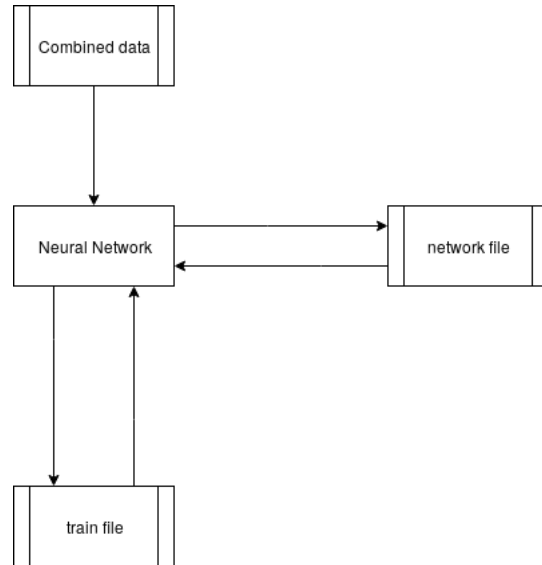 Combined data
Neural Network
network file
train file